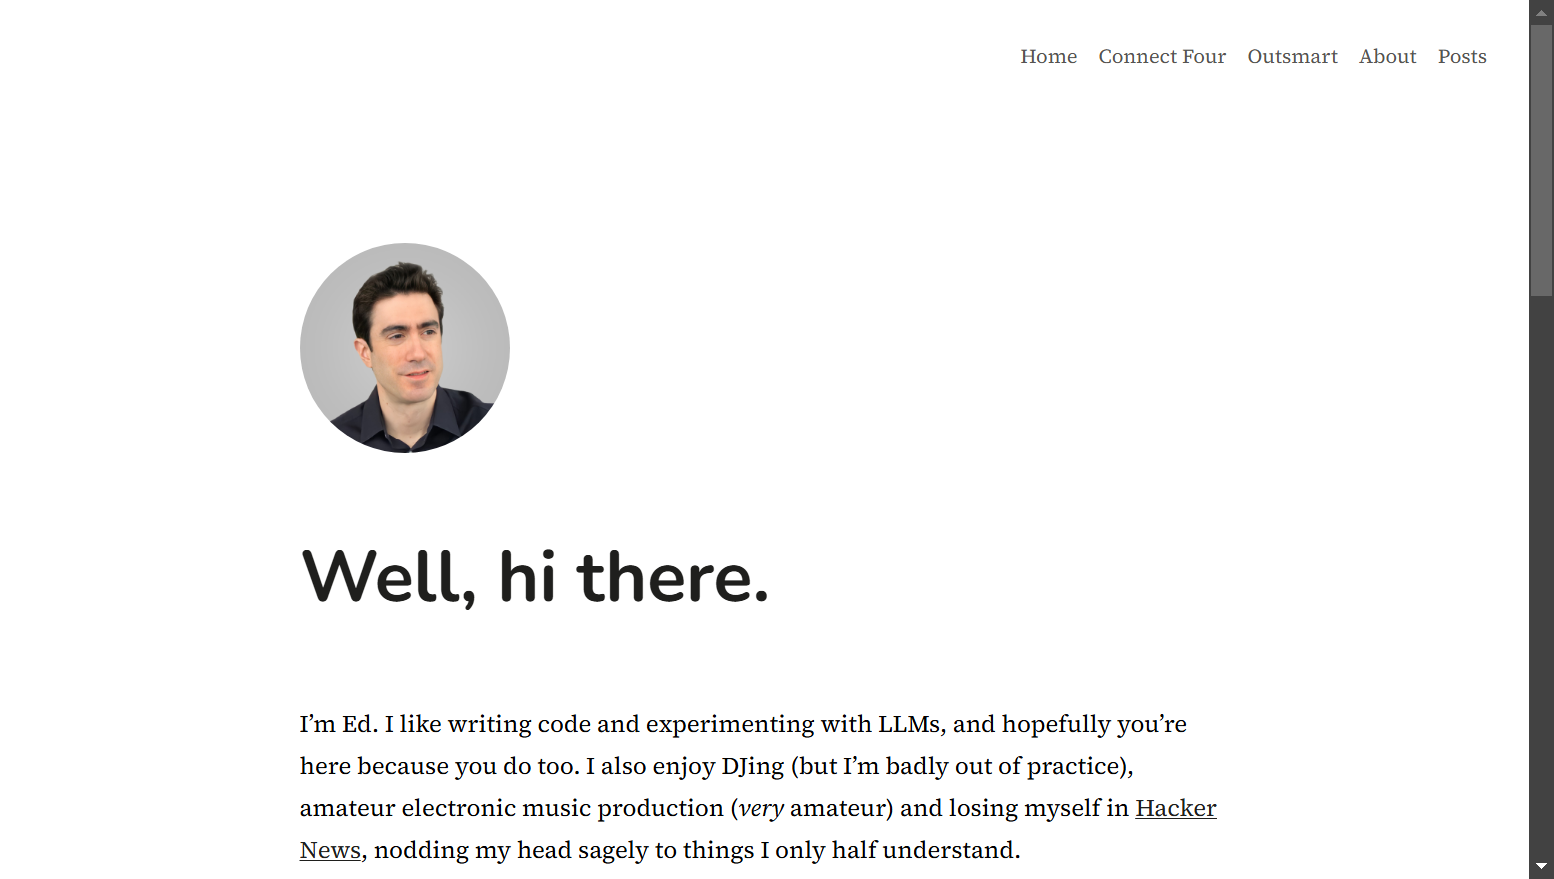 Home Connect Four Outsmart About Posts
Well, hi there.
I’m Ed. I like writing code and experimenting with LLMs, and hopefully you’re
here because you do too. I also enjoy DJing (but I’m badly out of practice),
amateur electronic music production (very amateur) and losing myself in Hacker
News, nodding my head sagely to things I only half understand.